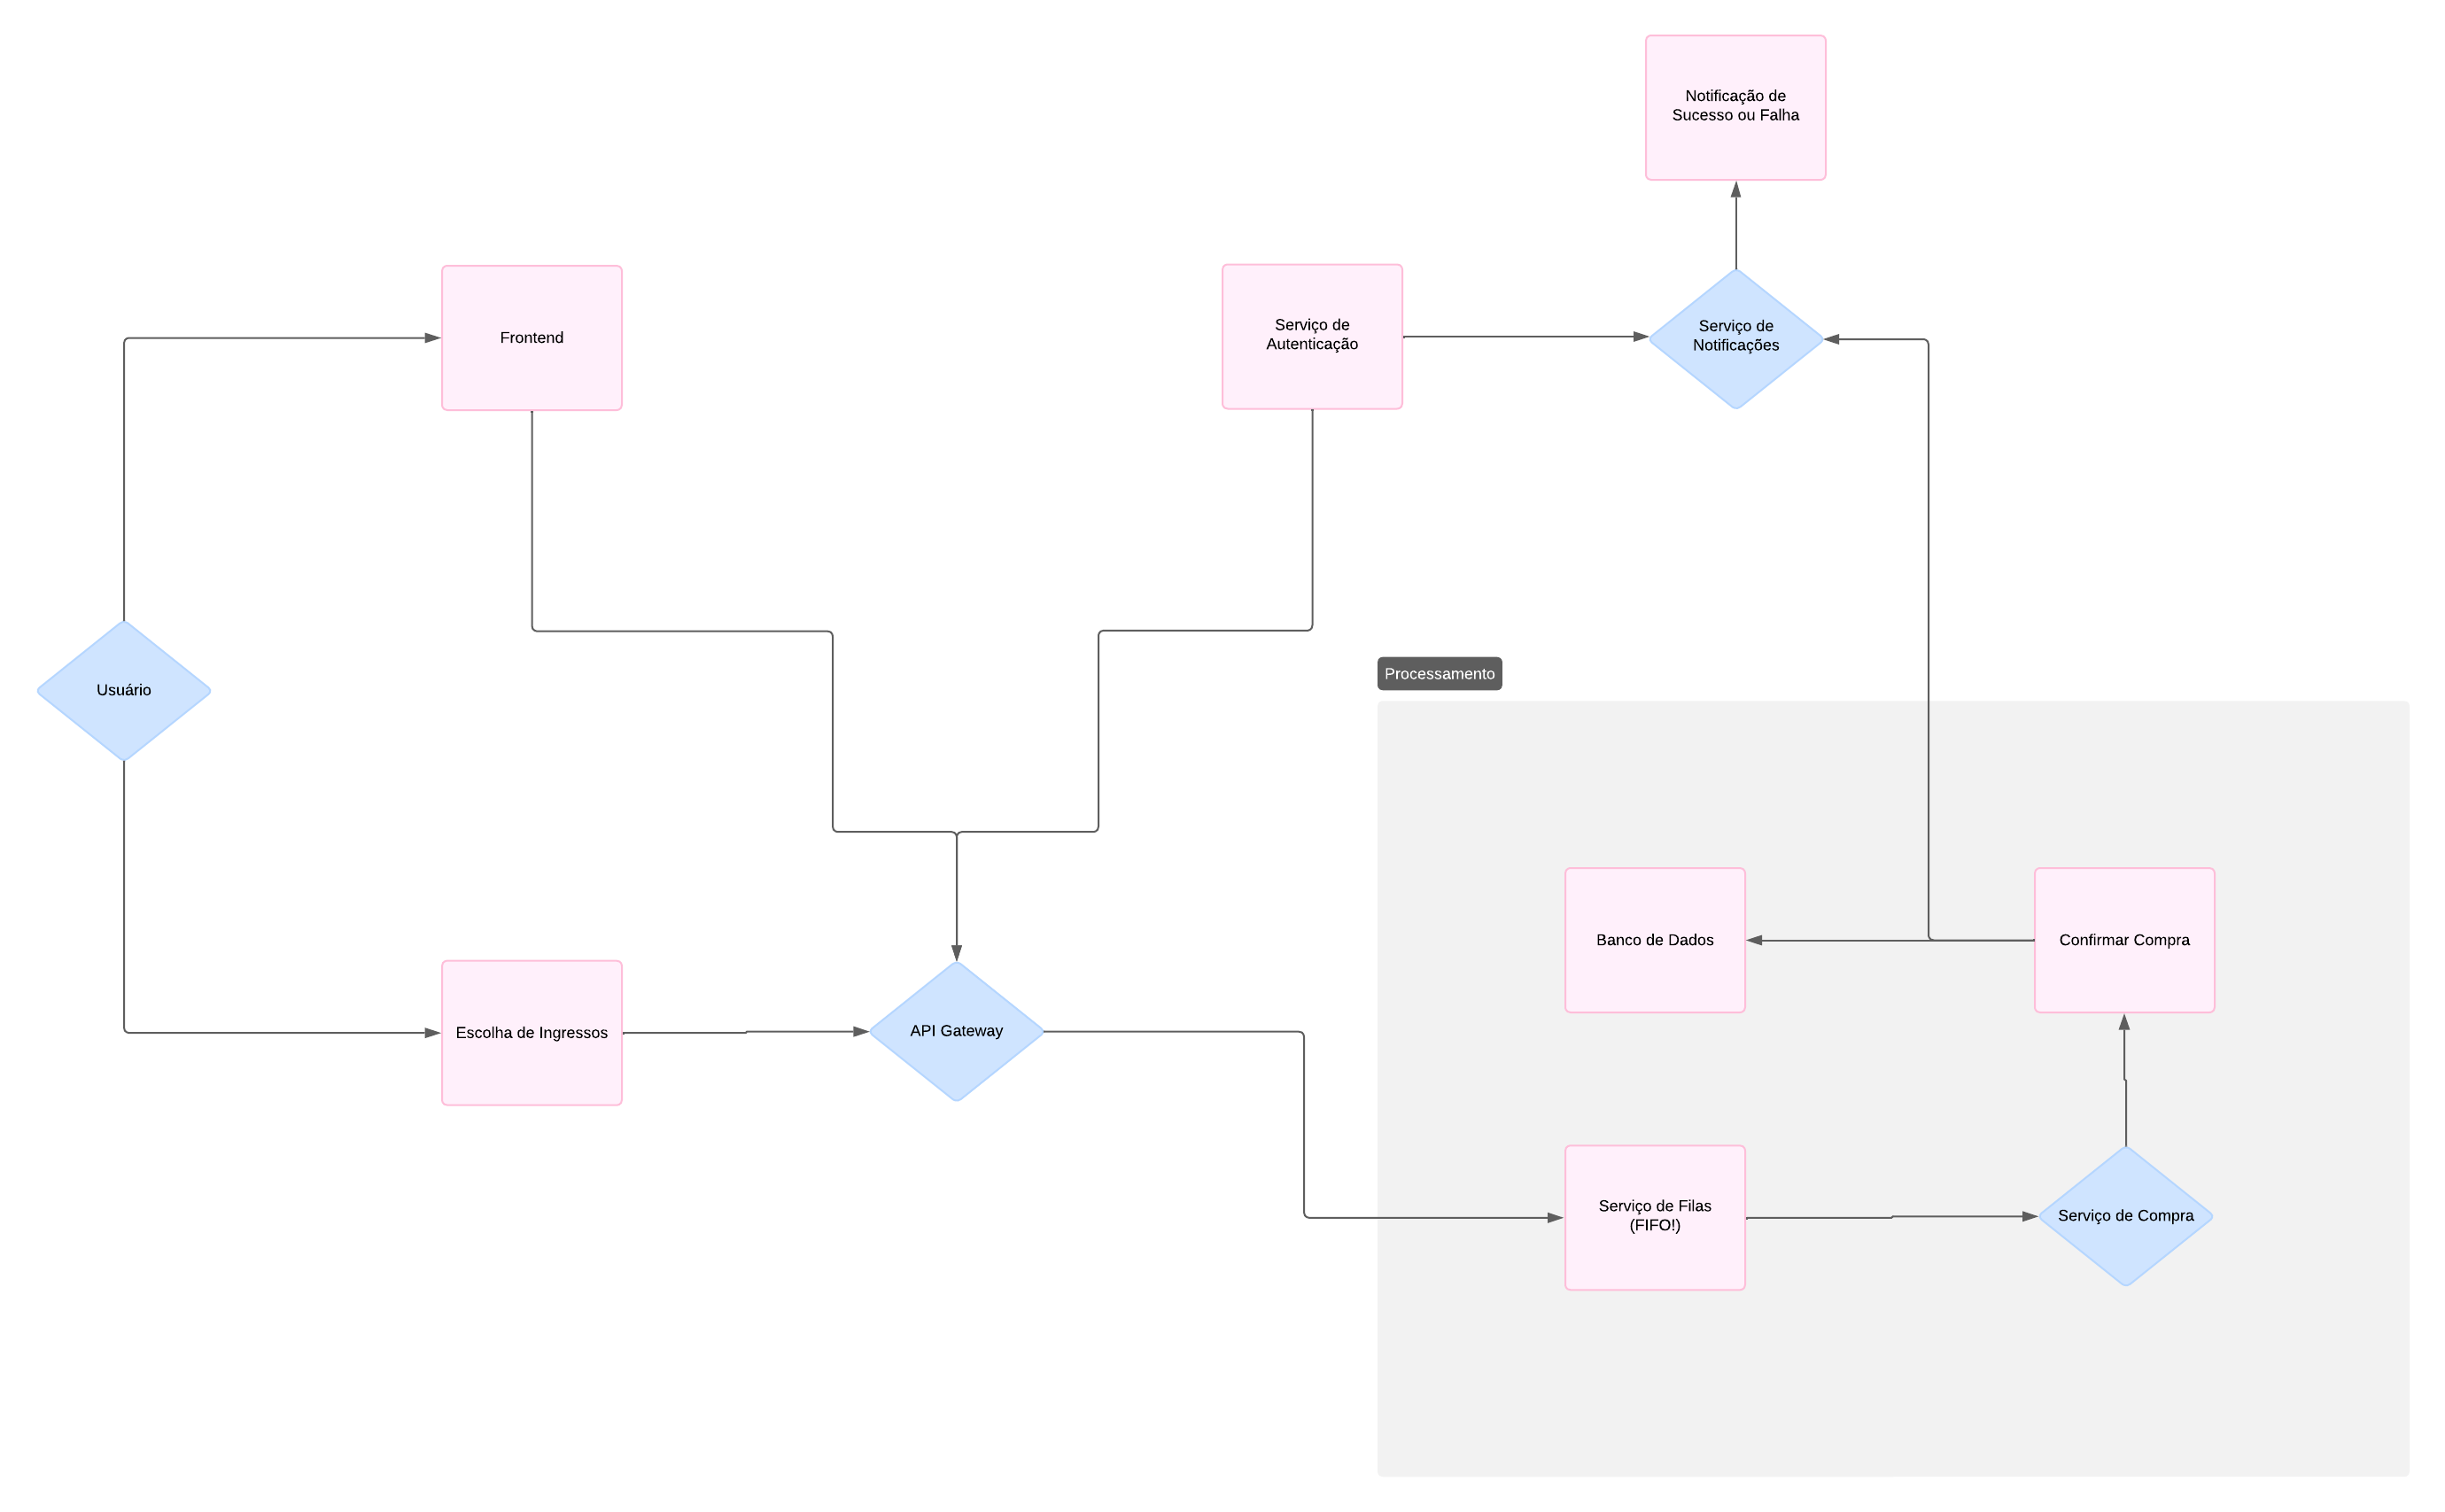 Notificação de
Sucesso ou Falha
Frontend
Serviço de
Autenticação
Serviço de
Notificações
Usuário
Processamento
Banco de Dados
Confirmar Compra
Escolha de Ingressos
API Gateway
Serviço de Filas
(FIFO!)
Serviço de Compra